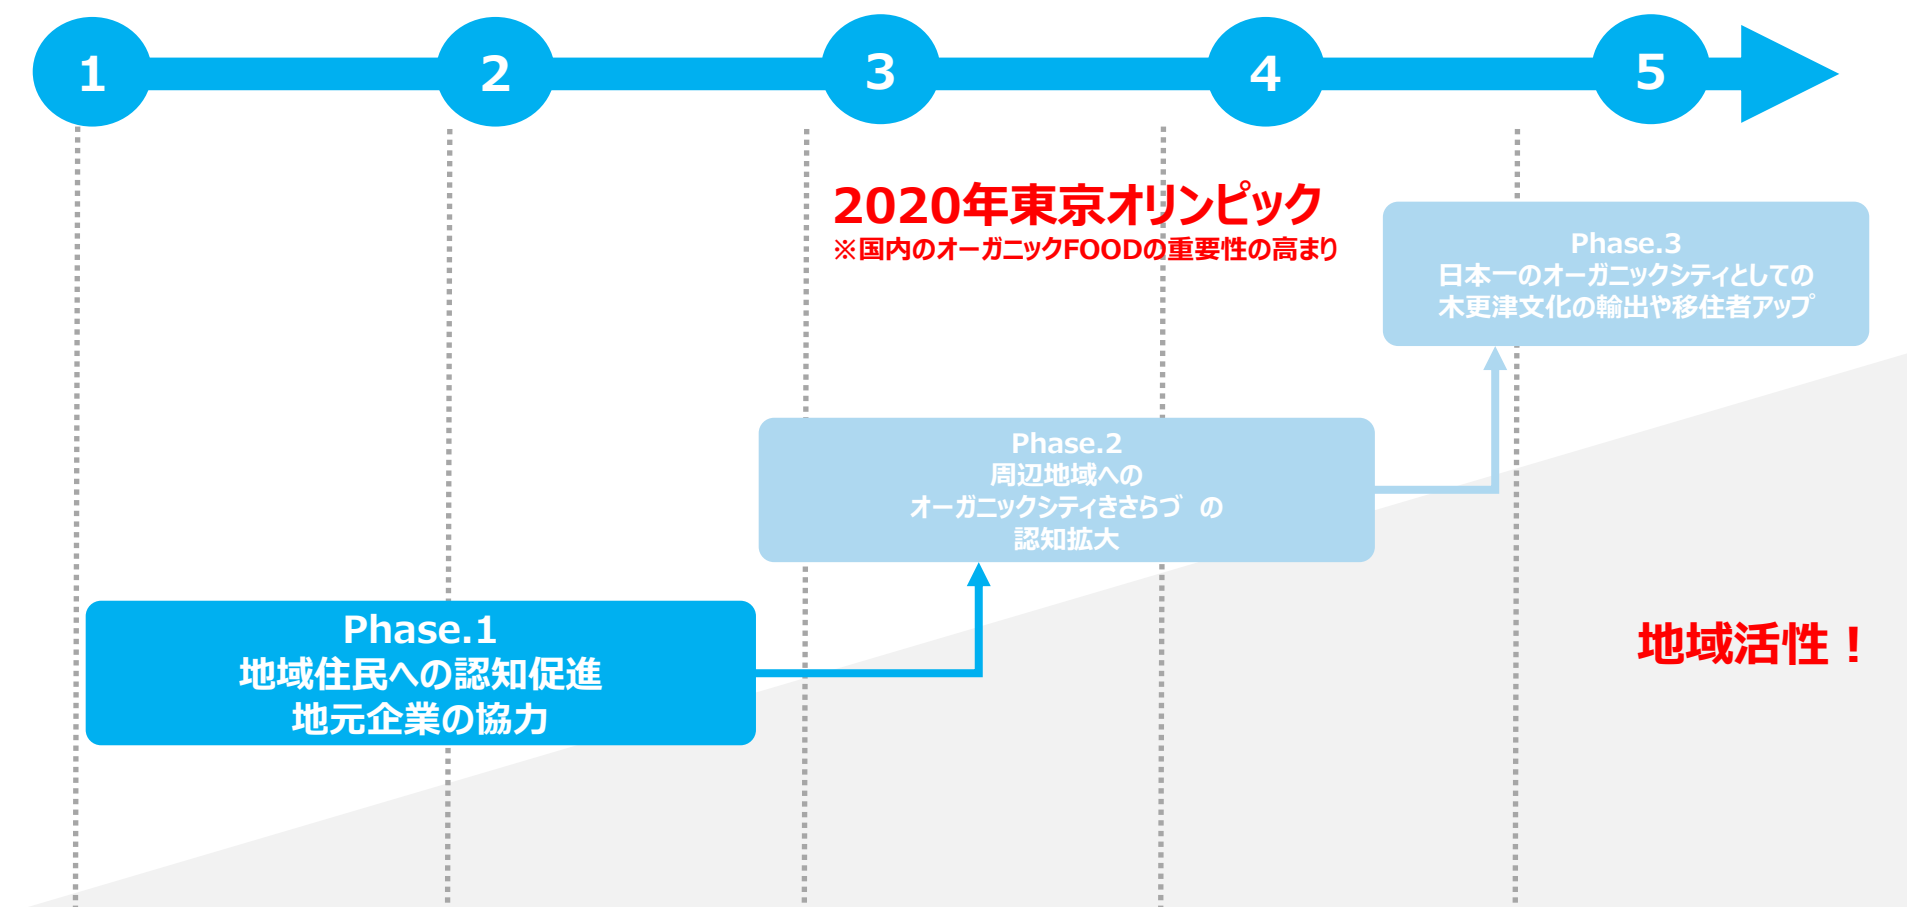 1
2
3
4
5
2020年東京オリンピック
※国内のオーガニックFOODの重要性の高まり
Phase.3
日本一のオーガニックシティとしての
木更津文化の輸出や移住者アップ
Phase.2
周辺地域への
オーガニックシティきさらづ　の
認知拡大
Phase.1
地域住民への認知促進
地元企業の協力
地域活性！